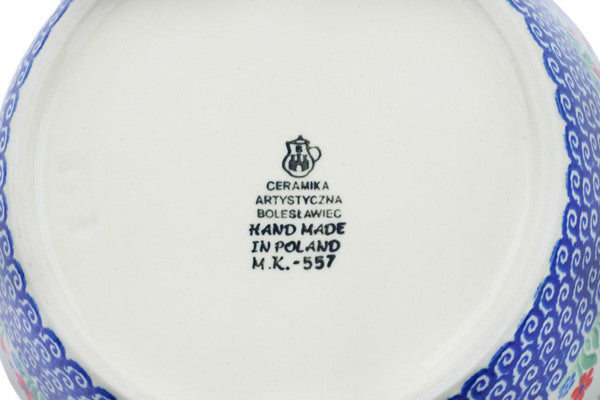 CERAMIKA
ARTYSTYCZNA
BOLESŁAWIEC
HAND MADE
IN POLAND
M.K.-557